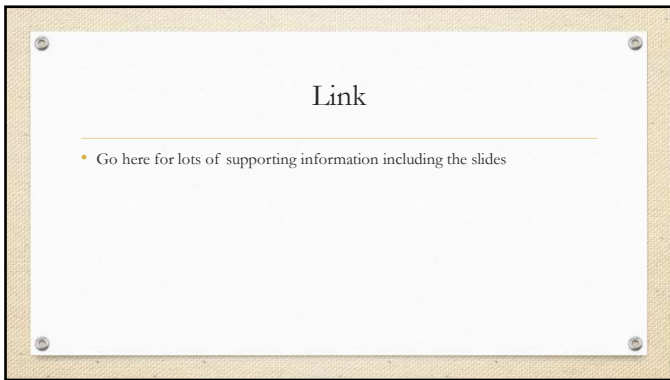 Link
• Go here for lots of supporting information including the slides